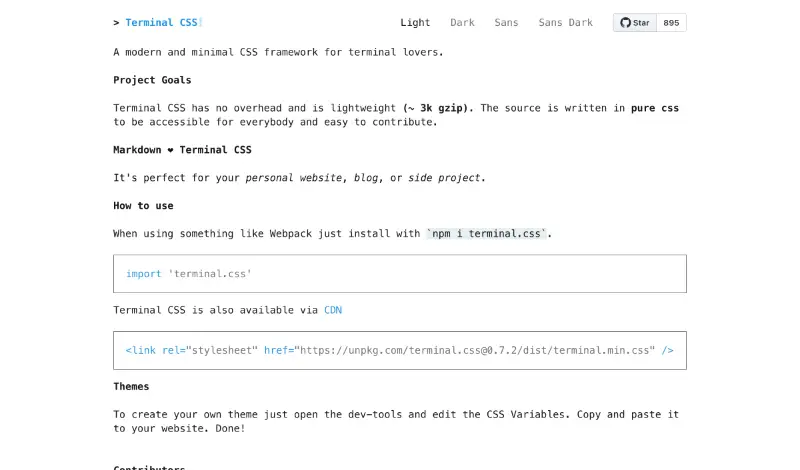 > Terminal CSS
Light Dark Sans Sans Dark Star 895
A modern and minimal CSS framework for terminal lovers.
Project Goals
Terminal CSS has no overhead and is lightweight (~ 3k gzip). The source is written in pure css
to be accessible for everybody and easy to contribute.
Markdown ❤ Terminal CSS
It's perfect for your personal website, blog, or side project.
How to use
When using something like Webpack just install with `npm i terminal.css`.
import 'terminal.css'
Terminal CSS is also available via CDN
<link rel="stylesheet" href="https://unpkg.com/terminal.css@0.7.2/dist/terminal.min.css" />
Themes
To create your own theme just open the dev-tools and edit the CSS Variables. Copy and paste it
to your website. Done!
Contributors